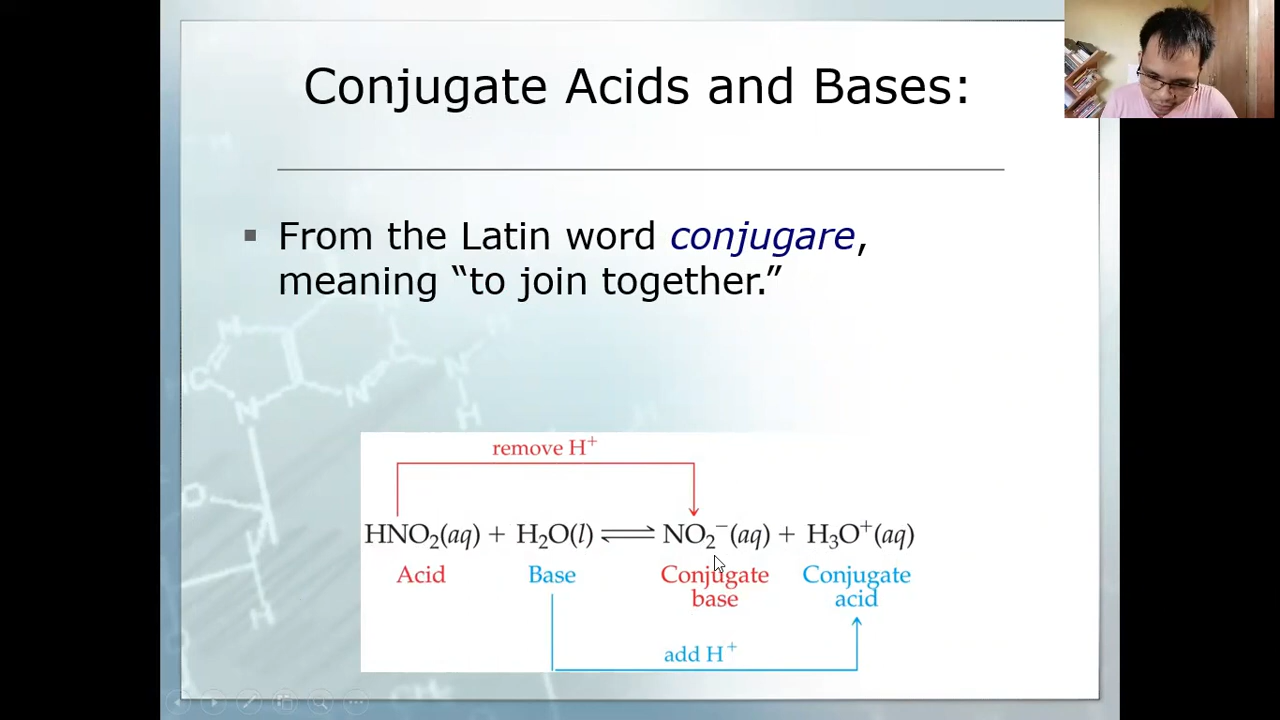 Conjugate Acids and Bases:
▪ From the Latin word conjugare,
meaning “to join together.”
remove H⁺
HNO₂(aq) + H₂O(l) ⇌ NO₂⁻(aq) + H₃O⁺(aq)
Acid Base Conjugate base Conjugate acid
add H⁺